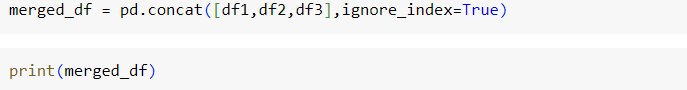 merged_df = pd.concat([df1,df2,df3],ignore_index=True)
print(merged_df)